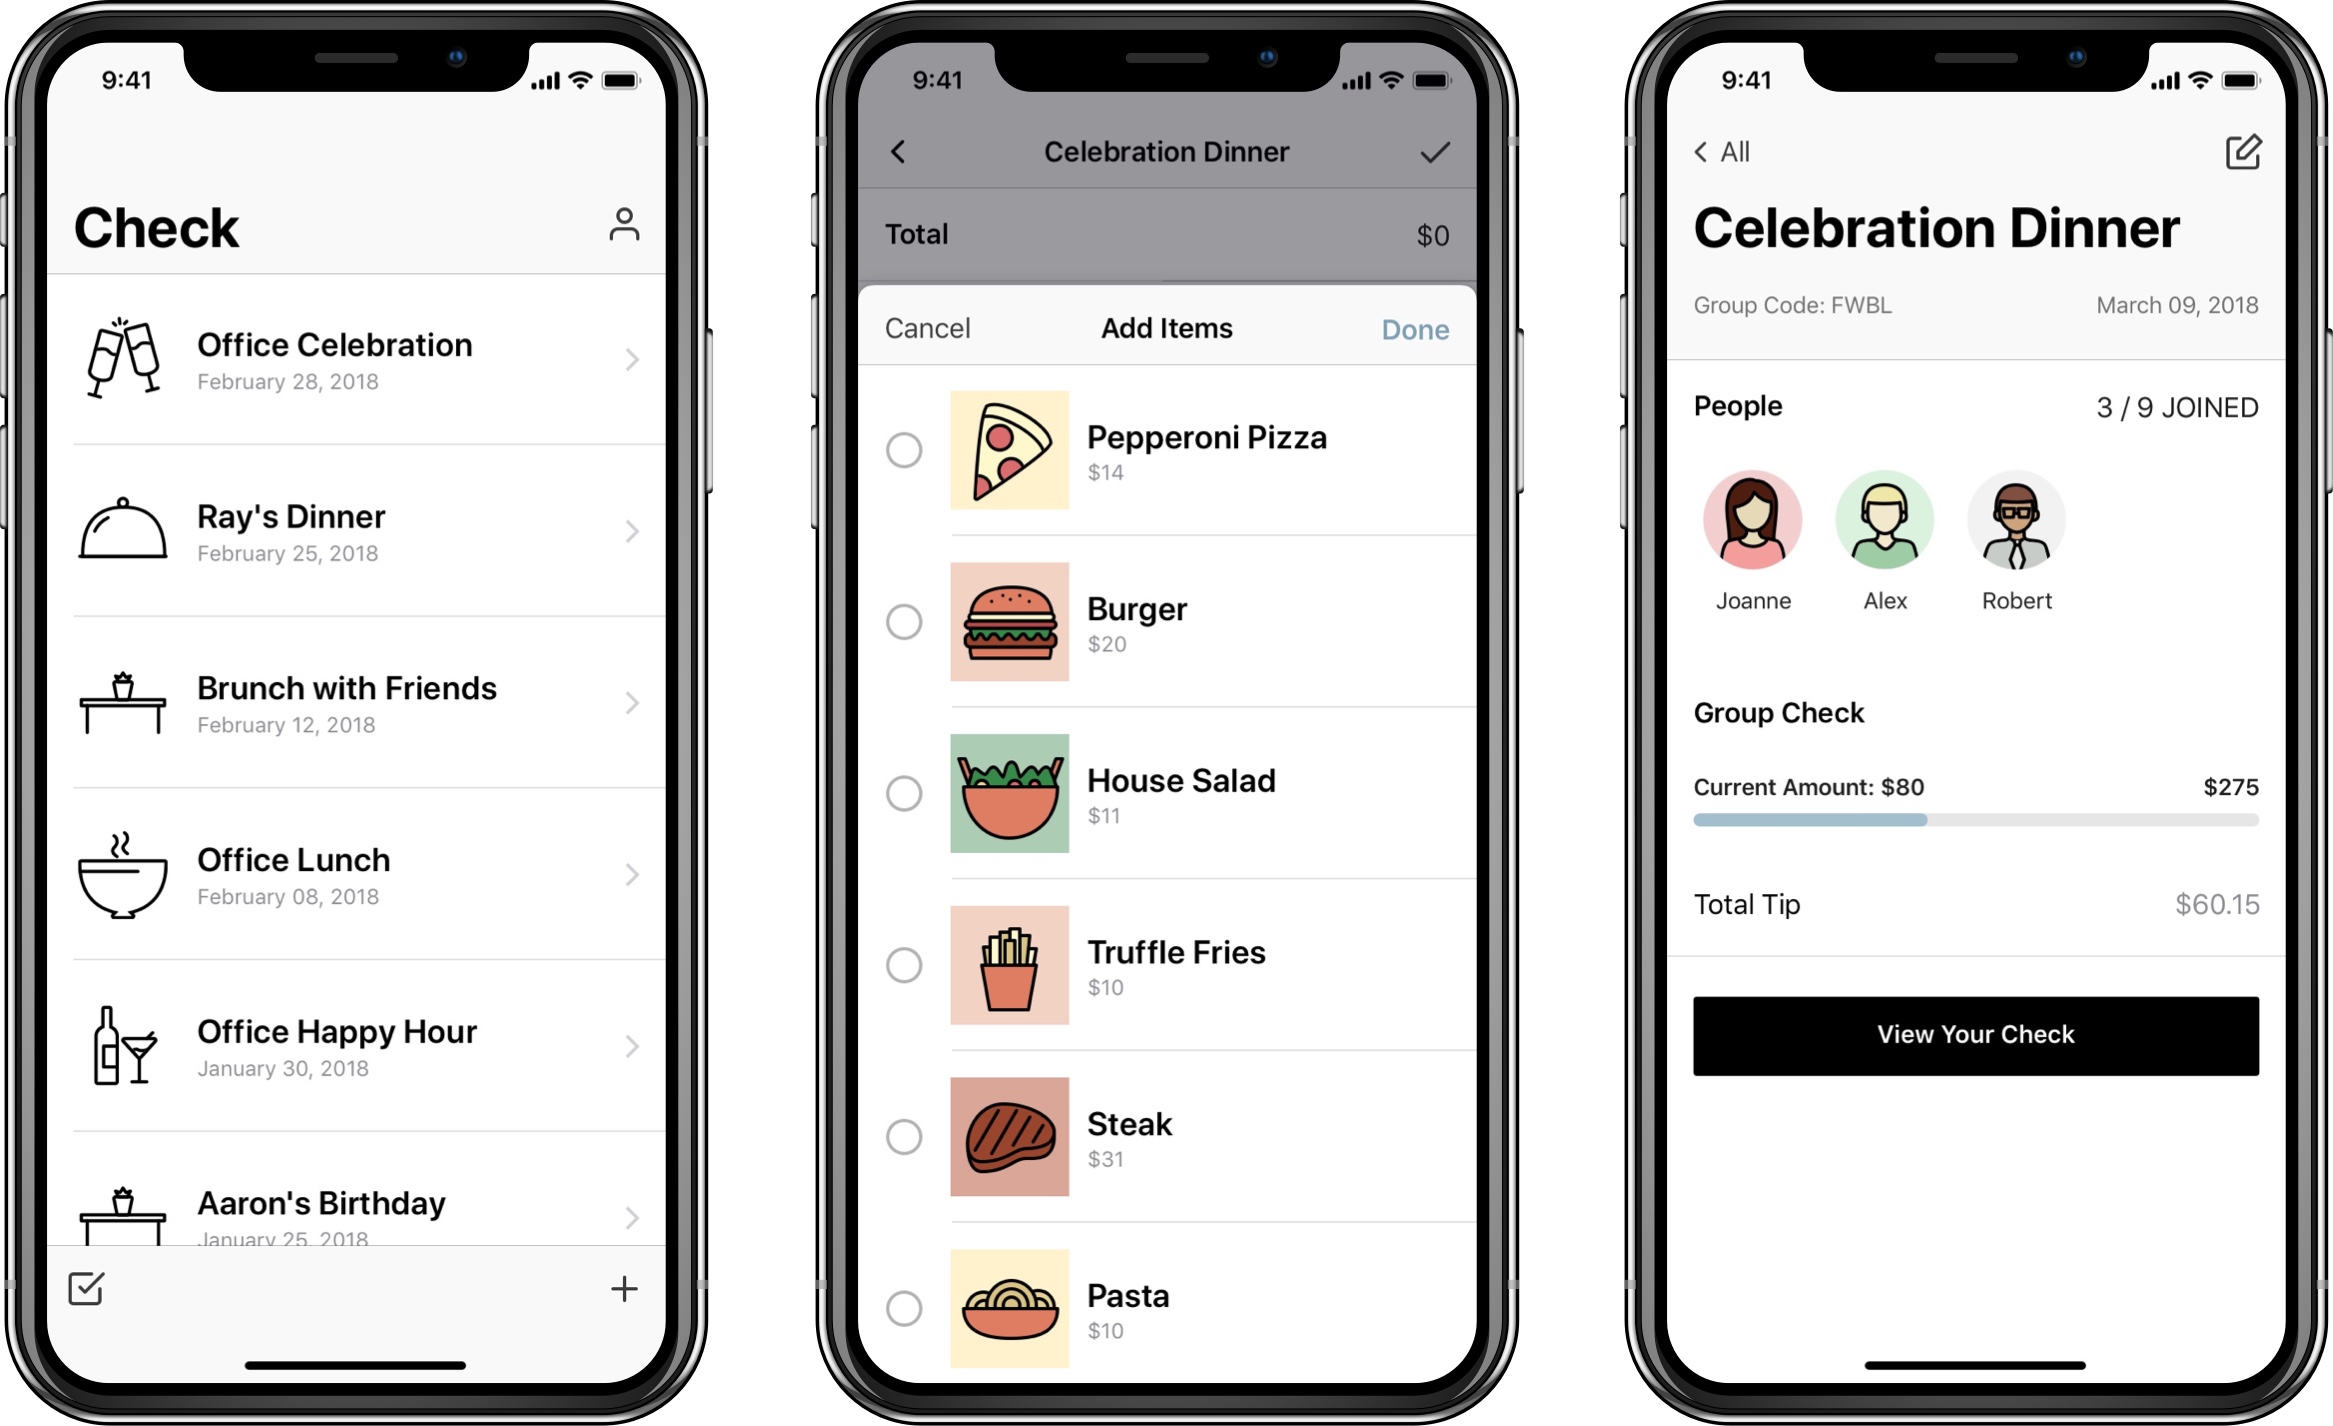 9:41
Check
Office Celebration
February 28, 2018
Ray's Dinner
February 25, 2018
Brunch with Friends
February 12, 2018
Office Lunch
February 08, 2018
Office Happy Hour
January 30, 2018
Aaron's Birthday
January 25, 2018
9:41
Celebration Dinner
Total $0
Cancel Add Items Done
Pepperoni Pizza
$14
Burger
$20
House Salad
$11
Truffle Fries
$10
Steak
$31
Pasta
$10
9:41
All
Celebration Dinner
Group Code: FWBL March 09, 2018
People 3 / 9 JOINED
Joanne Alex Robert
Group Check
Current Amount: $80 $275
Total Tip $60.15
View Your Check